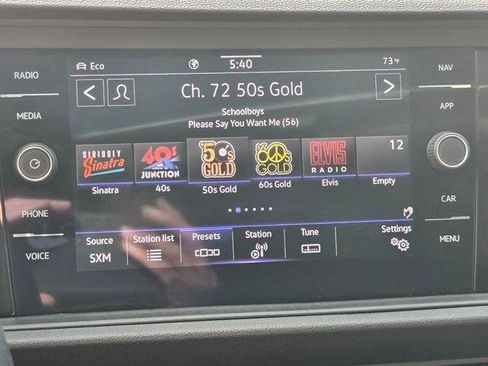 Eco
5:40
73°F
RADIO
NAV
Ch. 72 50s Gold
MEDIA
APP
Schoolboys
Please Say You Want Me (56)
SIRIUSLY
Sinatra
40s
JUNCTION
'50s
GOLD
60s
GOLD
ELVIS
RADIO
12
Sinatra
40s
50s Gold
60s Gold
Elvis
Empty
PHONE
CAR
VOICE
MENU
Source
SXM
Station list
Presets
Station
Tune
Settings